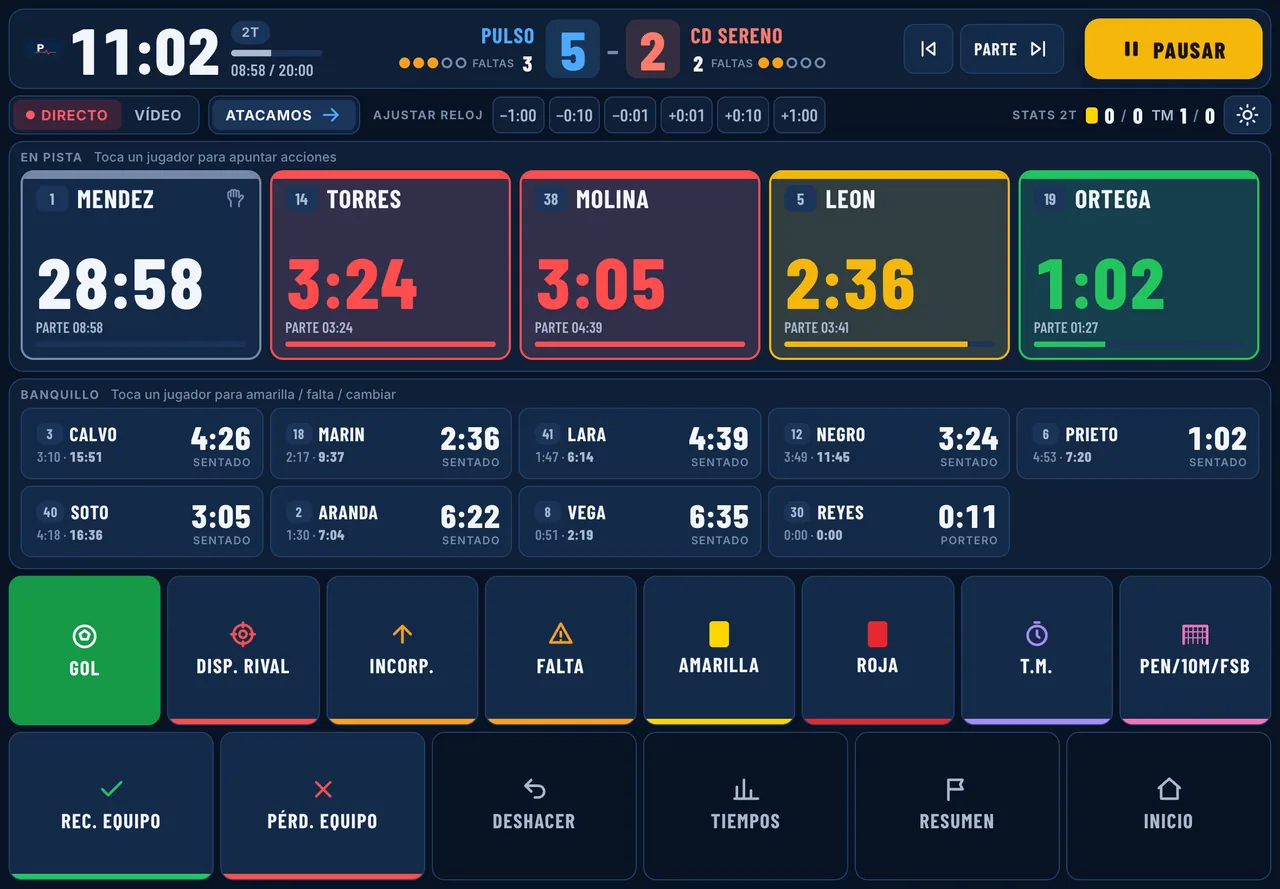 P
11:02
2T
08:58 / 20:00
PULSO
FALTAS 3
5 - 2
CD SERENO
2 FALTAS
PARTE
PAUSAR
DIRECTO
VÍDEO
ATACAMOS
AJUSTAR RELOJ
−1:00
−0:10
−0:01
+0:01
+0:10
+1:00
STATS 2T
0 / 0
TM 1 / 0
EN PISTA Toca un jugador para apuntar acciones
1 MENDEZ
28:58
PARTE 08:58
14 TORRES
3:24
PARTE 03:24
38 MOLINA
3:05
PARTE 04:39
5 LEON
2:36
PARTE 03:41
19 ORTEGA
1:02
PARTE 01:27
BANQUILLO Toca un jugador para amarilla / falta / cambiar
3 CALVO
3:10 · 15:51
4:26
SENTADO
18 MARIN
2:17 · 9:37
2:36
SENTADO
41 LARA
1:47 · 6:14
4:39
SENTADO
12 NEGRO
3:49 · 11:45
3:24
SENTADO
6 PRIETO
4:53 · 7:20
1:02
SENTADO
40 SOTO
4:18 · 16:36
3:05
SENTADO
2 ARANDA
1:30 · 7:04
6:22
SENTADO
8 VEGA
0:51 · 2:19
6:35
SENTADO
30 REYES
0:00 · 0:00
0:11
PORTERO
GOL
DISP. RIVAL
INCORP.
FALTA
AMARILLA
ROJA
T.M.
PEN/10M/FSB
REC. EQUIPO
PÉRD. EQUIPO
DESHACER
TIEMPOS
RESUMEN
INICIO